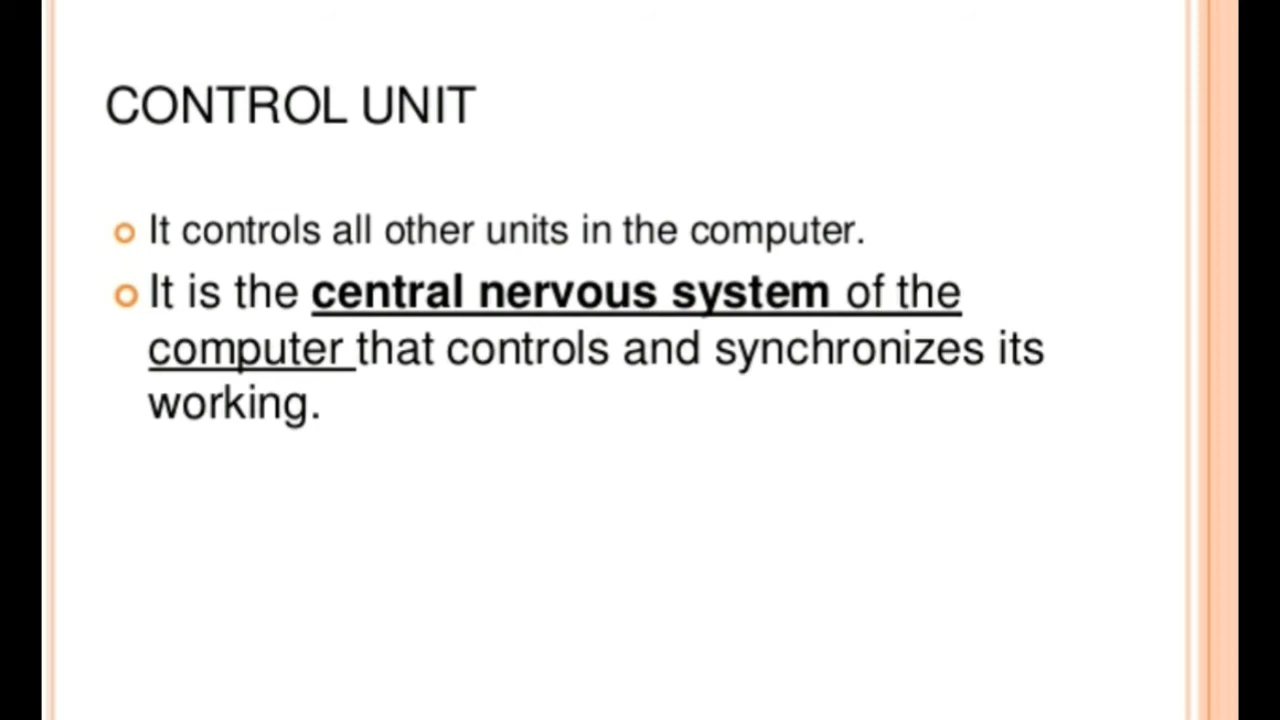 CONTROL UNIT
It controls all other units in the computer.
It is the central nervous system of the
computer that controls and synchronizes its
working.